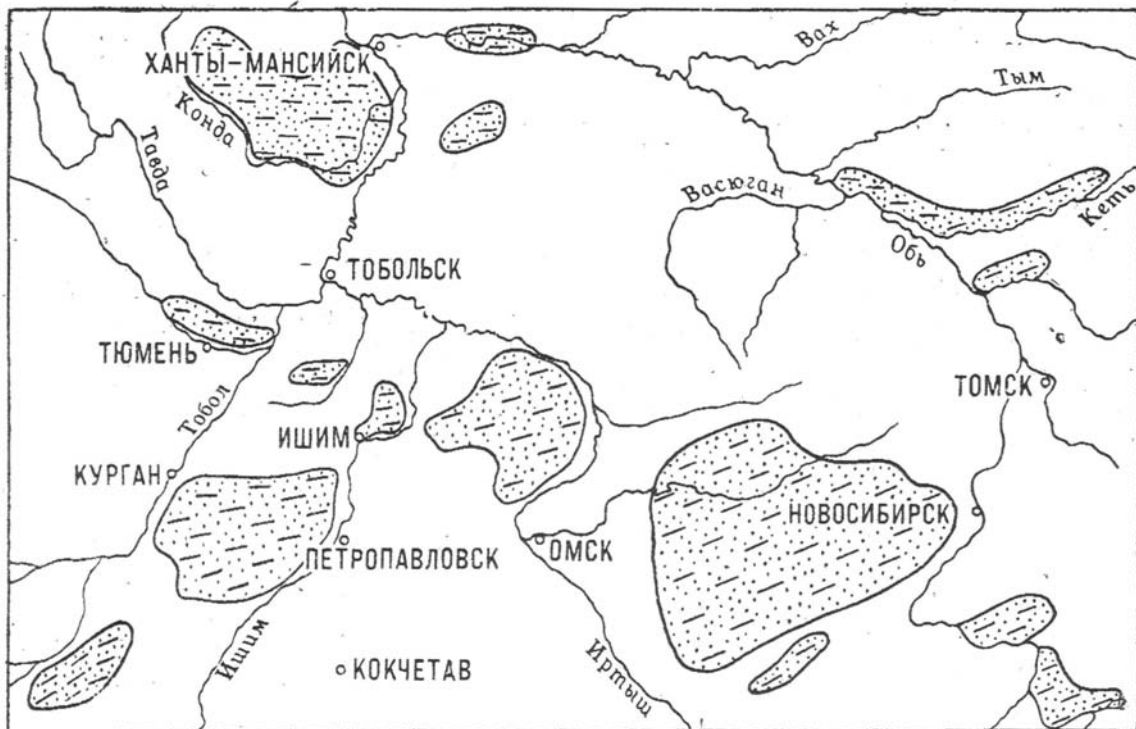 Вах
ХАНТЫ-МАНСИЙСК
Тым
Конда
Тавда
Васюган
Кеть
Обь
ТОБОЛЬСК
ТЮМЕНЬ
ТОМСК
Тобол
ИШИМ
КУРГАН
НОВОСИБИРСК
ПЕТРОПАВЛОВСК
ОМСК
Ишим
КОКЧЕТАВ
Иртыш